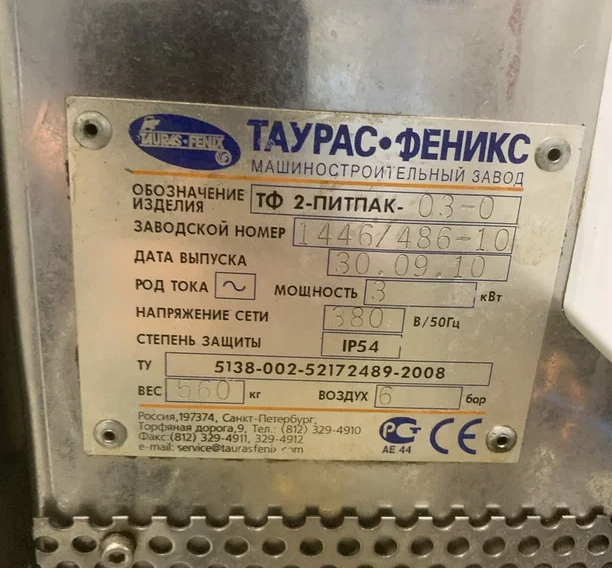 TAURAS-FENIX
ТАУРАС•ФЕНИКС
МАШИНОСТРОИТЕЛЬНЫЙ ЗАВОД
ОБОЗНАЧЕНИЕ ИЗДЕЛИЯ ТФ 2-ПИТПАК- 03-0
ЗАВОДСКОЙ НОМЕР 1446/486-10
ДАТА ВЫПУСКА 30.09.10
РОД ТОКА ~ МОЩНОСТЬ 3 кВт
НАПРЯЖЕНИЕ СЕТИ 380 В/50Гц
СТЕПЕНЬ ЗАЩИТЫ IP54
ТУ 5138-002-52172489-2008
ВЕС 560 кг ВОЗДУХ 6 бар
Россия,197374, Санкт-Петербург,
Торфяная дорога,9, Тел.: (812) 329-4910
Факс:(812) 329-4911, 329-4912
e-mail: service@taurasfenix.com
РСТ CE
АЕ 44